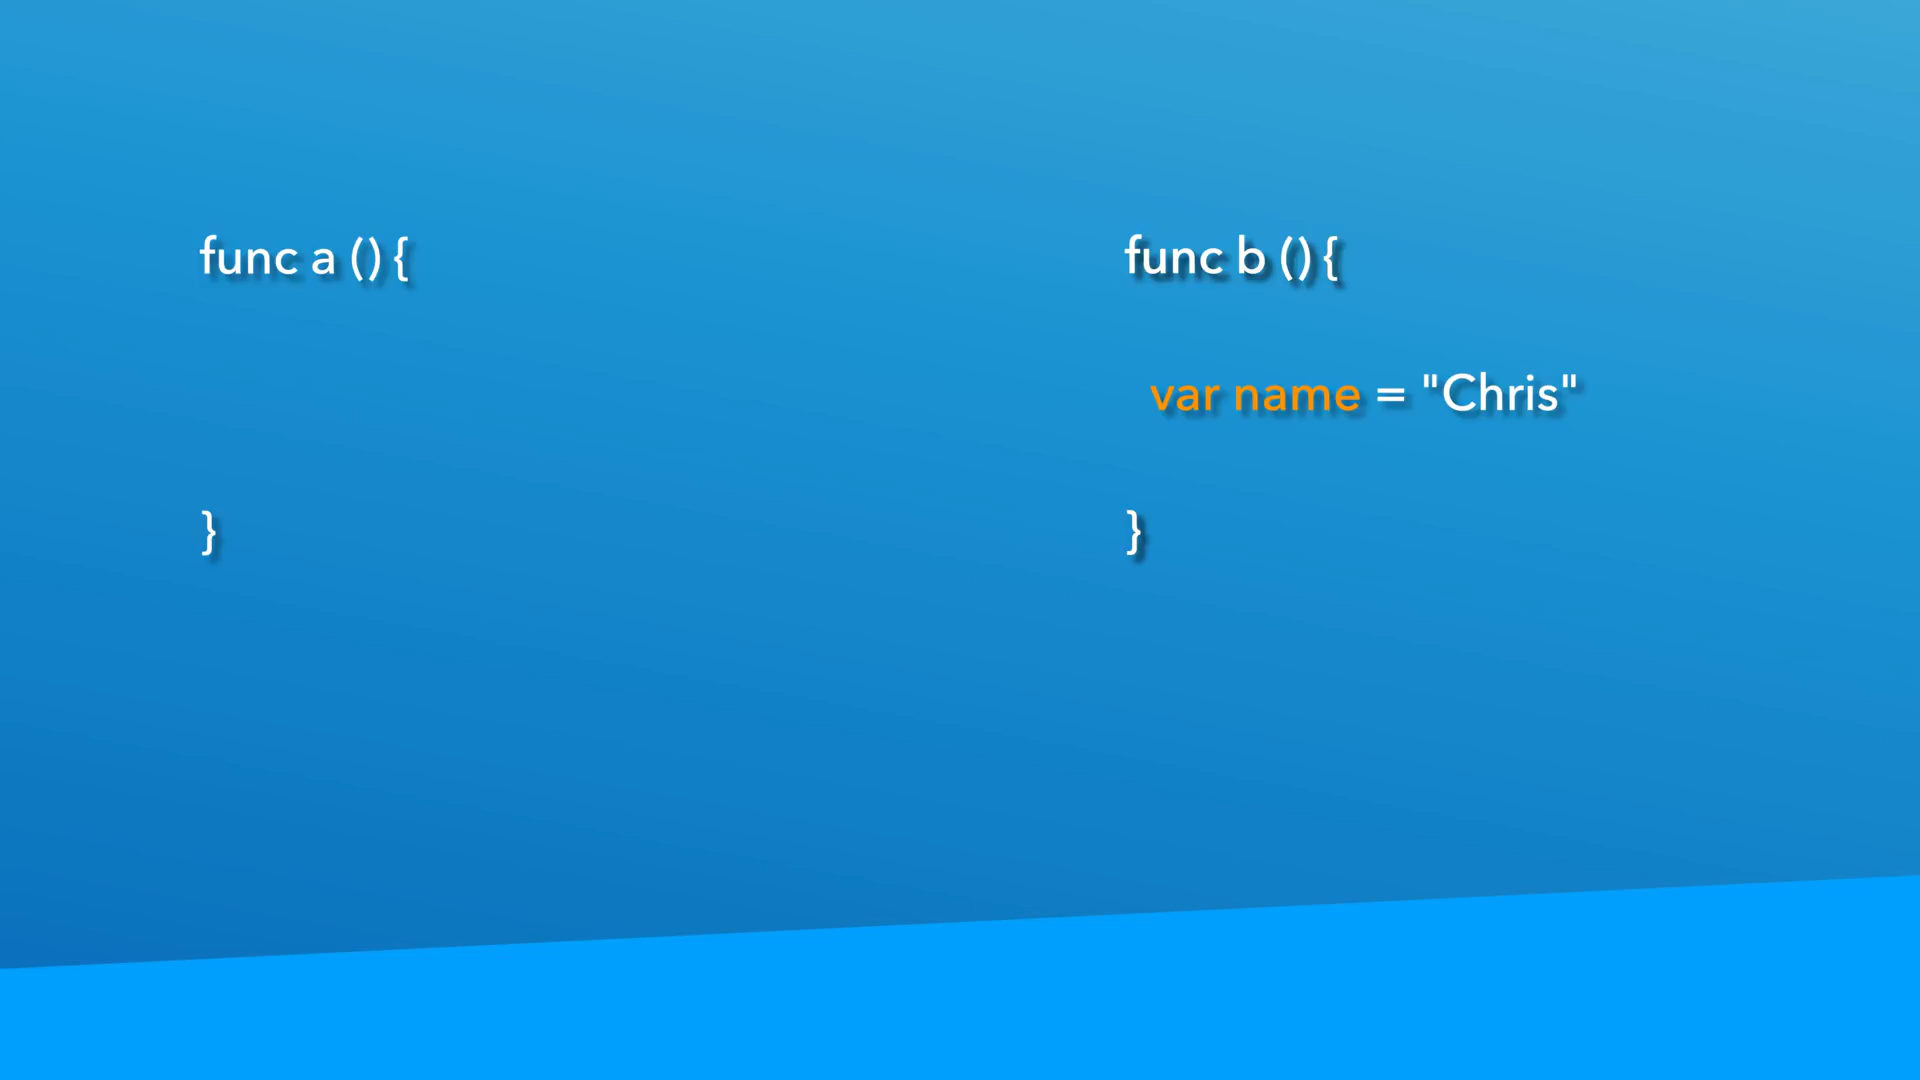 func a () {
}
func b () {
var name = "Chris"
}